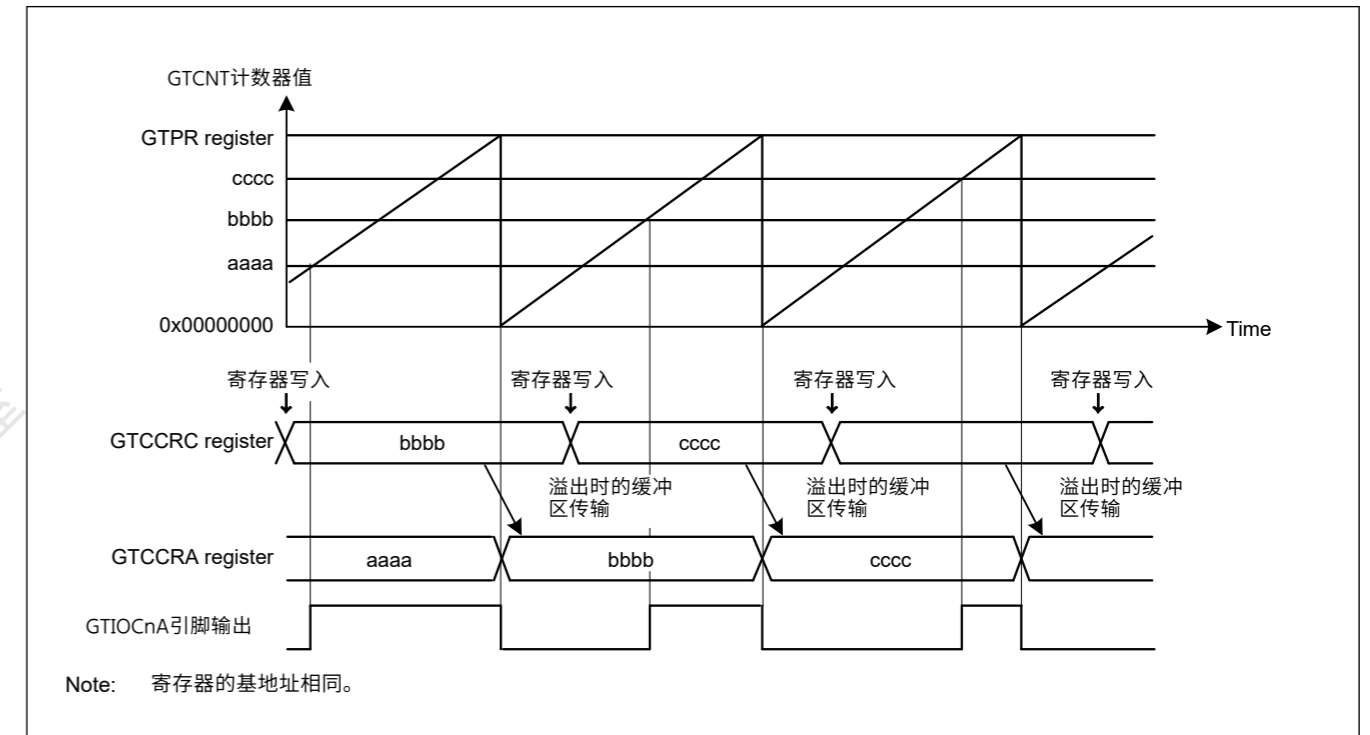 GTCNT计数器值
GTPR register
cccc
bbbb
aaaa
0x00000000
Time
寄存器写入 寄存器写入 寄存器写入 寄存器写入
GTCCRC register bbbb cccc
溢出时的缓冲 溢出时的缓冲 溢出时的缓冲
区传输 区传输 区传输
GTCCRA register aaaa bbbb cccc
GTIOCnA引脚输出
Note: 寄存器的基地址相同。